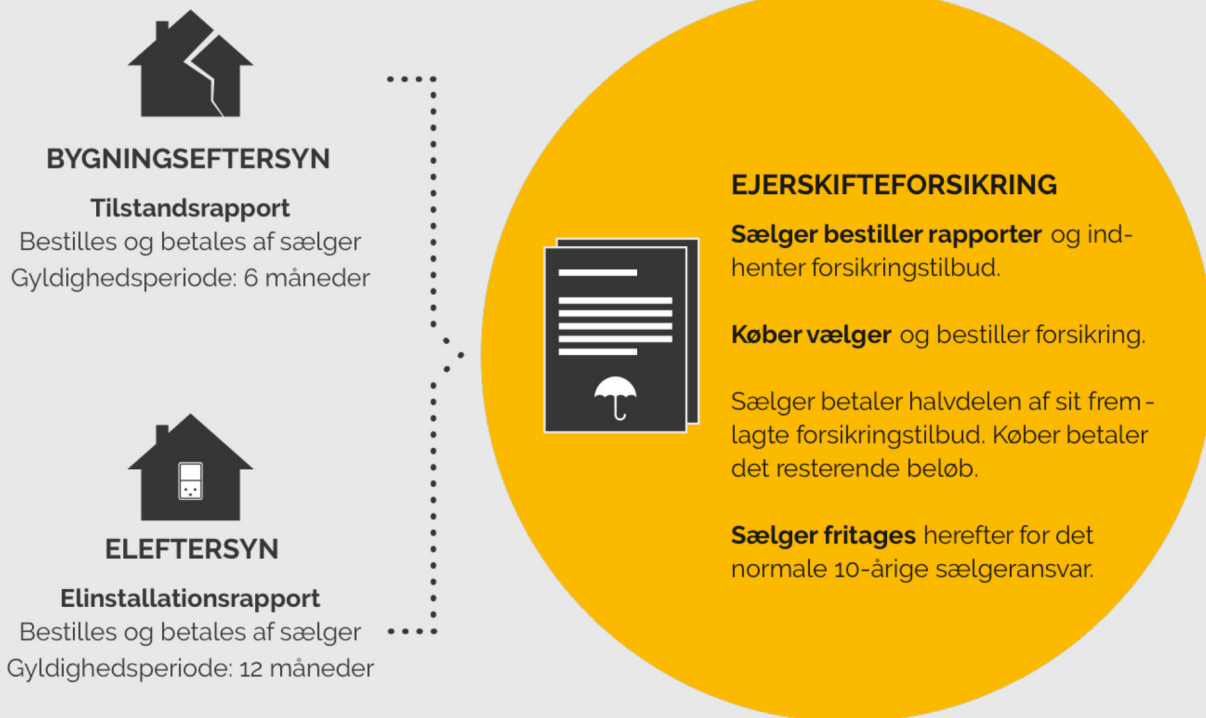 BYGNINGSEFTERSYN
Tilstandsrapport
Bestilles og betales af sælger
Gyldighedsperiode: 6 måneder
ELEFTERSYN
Elinstallationsrapport
Bestilles og betales af sælger
Gyldighedsperiode: 12 måneder
EJERSKIFTEFORSIKRING
Sælger bestiller rapporter og ind-
henter forsikringstilbud.
Køber vælger og bestiller forsikring.
Sælger betaler halvdelen af sit frem-
lagte forsikringstilbud. Køber betaler
det resterende beløb.
Sælger fritages herefter for det
normale 10-årige sælgeransvar.